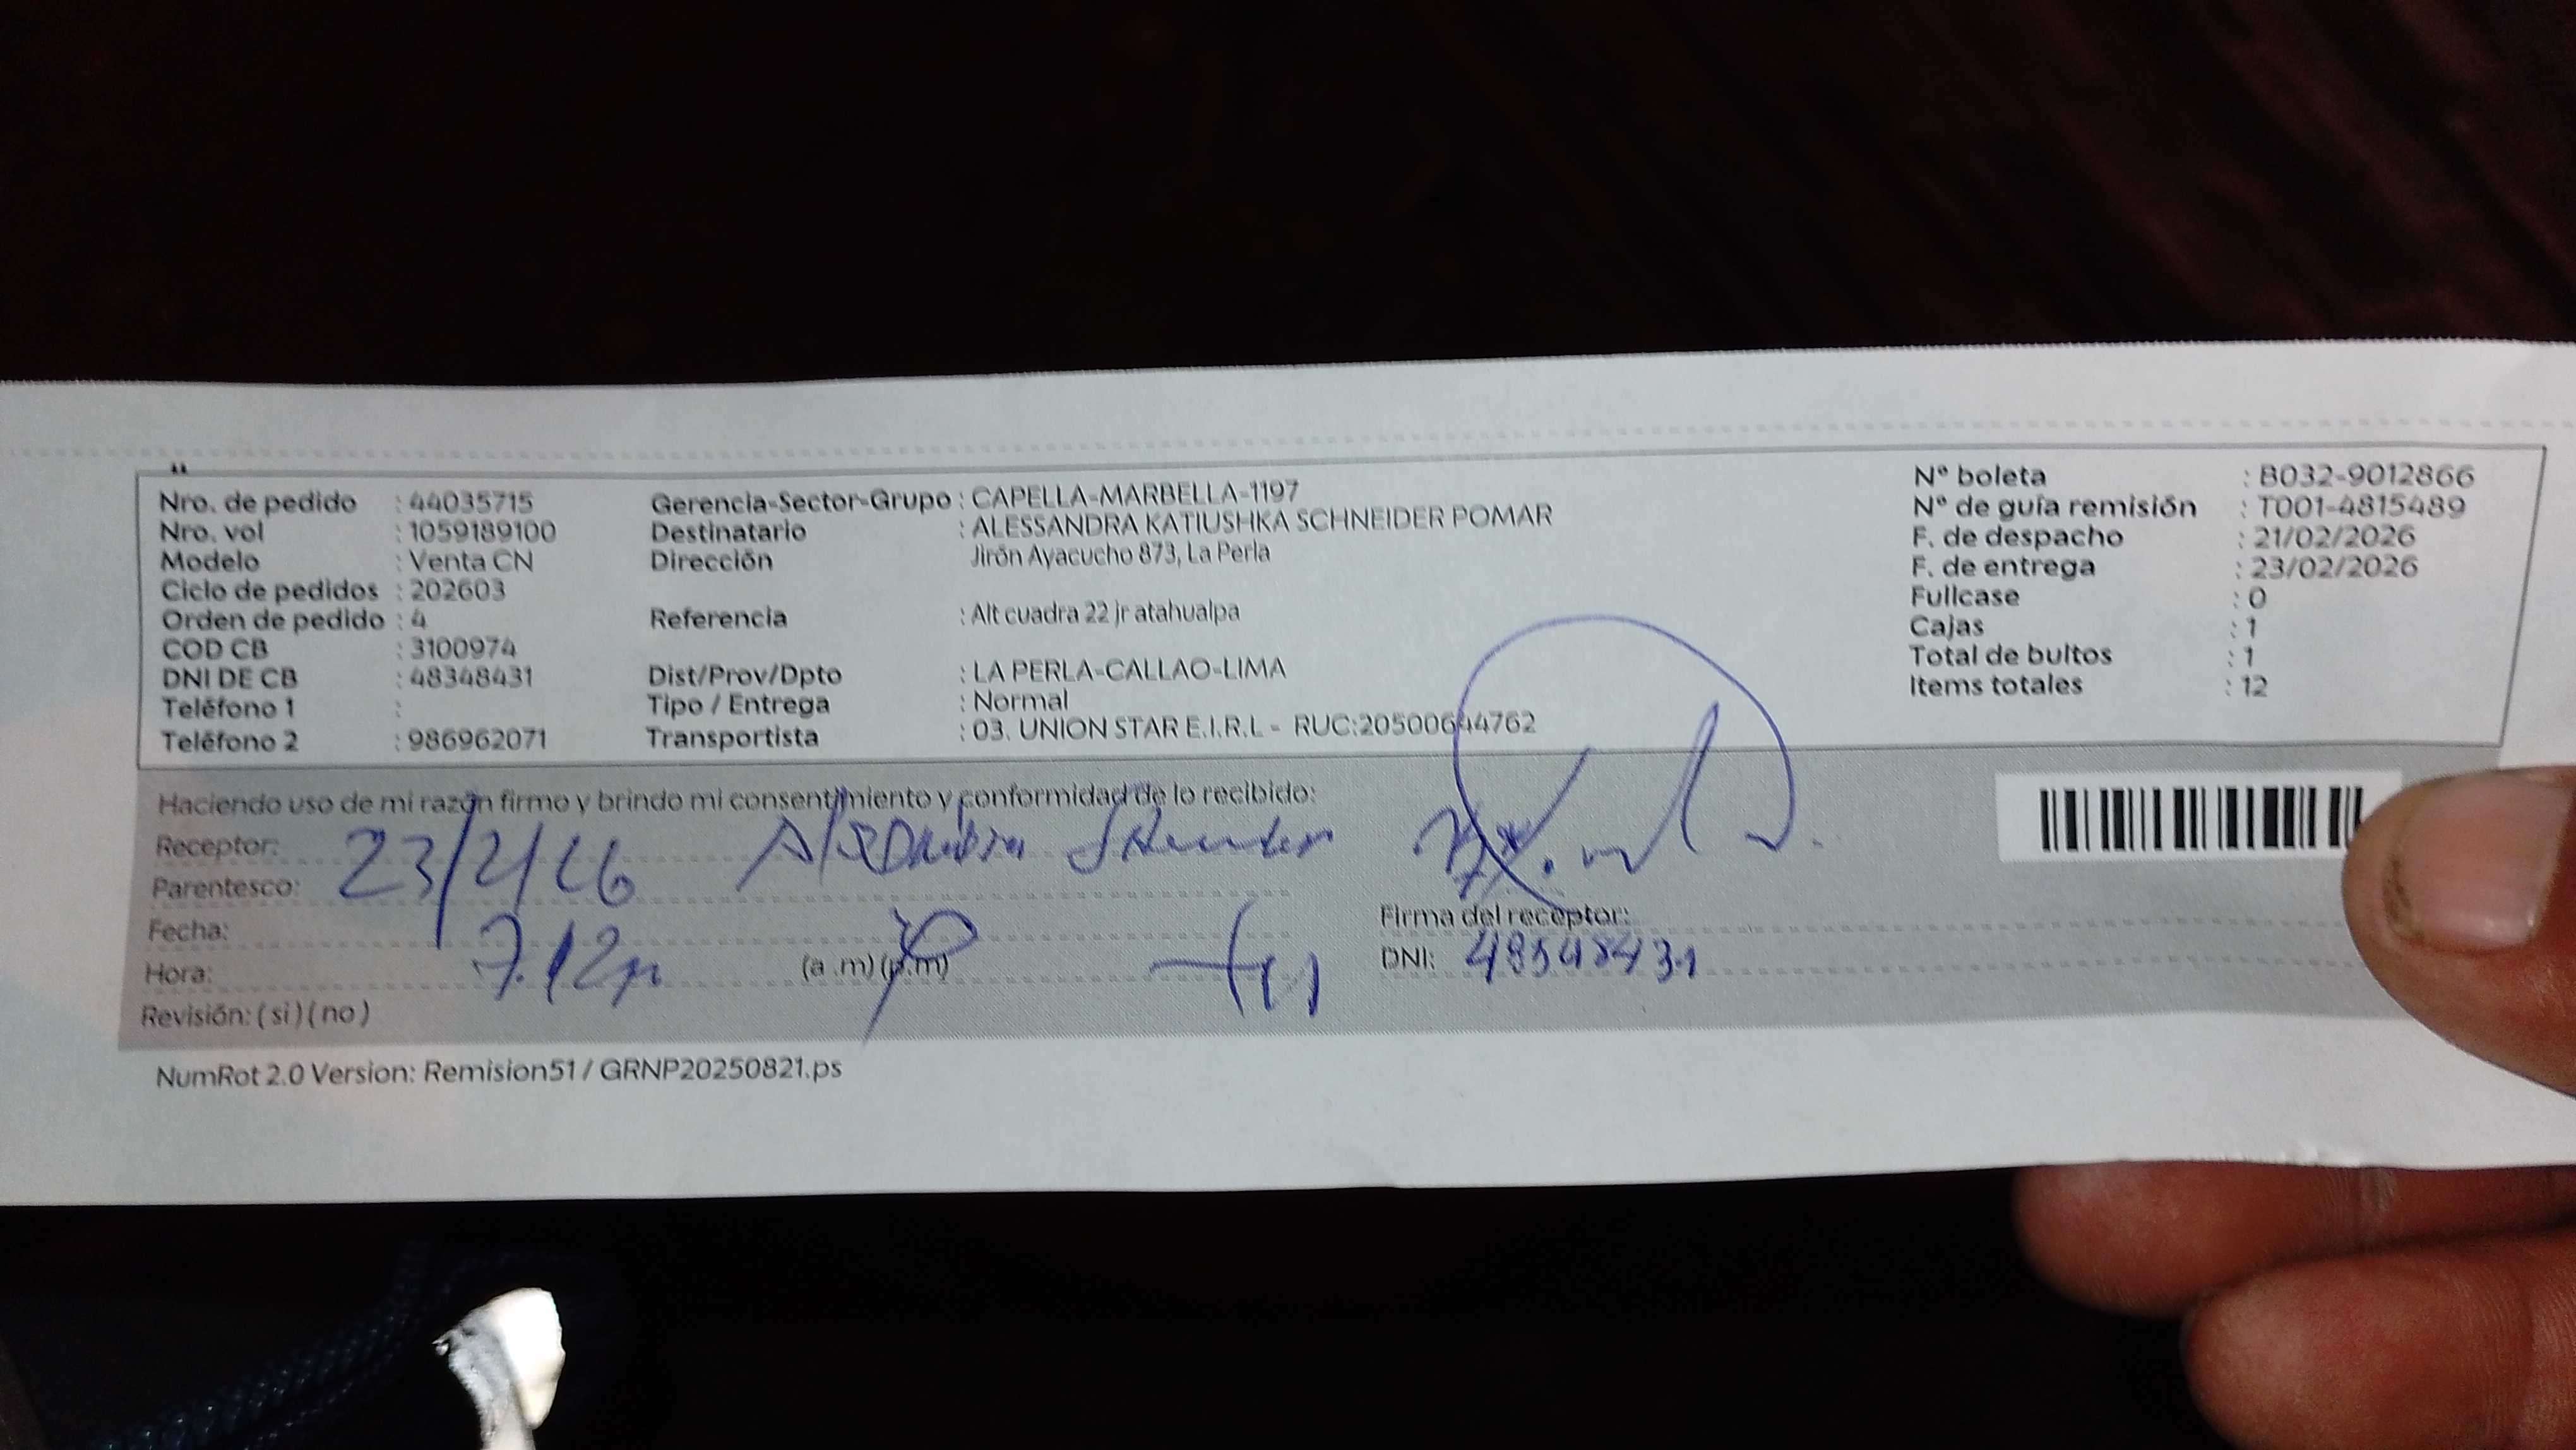 Nro. de pedido : 44035715
Nro. vol : 1059189100
Modelo : Venta CN
Ciclo de pedidos : 202603
Orden de pedido : 4
COD CB : 3100974
DNI DE CB : 48348431
Teléfono 1 :
Teléfono 2 : 986962071
Gerencia-Sector-Grupo : CAPELLA-MARBELLA-1197
Destinatario : ALESSANDRA KATIUSHKA SCHNEIDER POMAR
Dirección Jirón Ayacucho 873, La Perla
Referencia : Alt cuadra 22 jr atahualpa
Dist/Prov/Dpto : LA PERLA-CALLAO-LIMA
Tipo / Entrega : Normal
Transportista : 03. UNION STAR E.I.R.L - RUC:20500644762
N° boleta : B032-9012866
N° de guía remisión : T001-4815489
F. de despacho : 21/02/2026
F. de entrega : 23/02/2026
Fullcase : 0
Cajas : 1
Total de bultos : 1
Items totales : 12
Haciendo uso de mi razón firmo y brindo mi consentimiento y conformidad de lo recibido:
Receptor:
Parentesco: 23/2/26
Fecha:
Hora: 7.12 (a .m) (p.m)
Revisión: ( si ) ( no )
Firma del receptor:
DNI: 48348431
NumRot 2.0 Version: Remision51 / GRNP20250821.ps